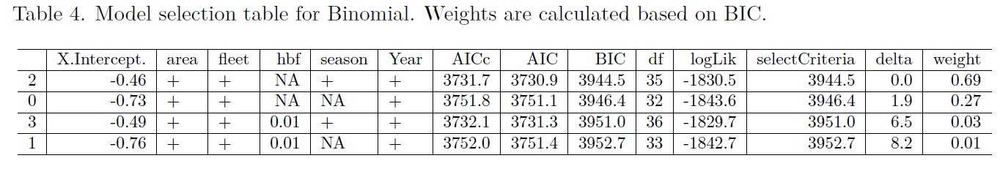 Table 4. Model selection table for Binomial. Weights are calculated based on BIC.
X.Intercept. area fleet hbf season Year AICc AIC BIC df logLik selectCriteria delta weight
2 -0.46 + + NA + + 3731.7 3730.9 3944.5 35 -1830.5 3944.5 0.0 0.69
0 -0.73 + + NA NA + 3751.8 3751.1 3946.4 32 -1843.6 3946.4 1.9 0.27
3 -0.49 + + 0.01 + + 3732.1 3731.3 3951.0 36 -1829.7 3951.0 6.5 0.03
1 -0.76 + + 0.01 NA + 3752.0 3751.4 3952.7 33 -1842.7 3952.7 8.2 0.01